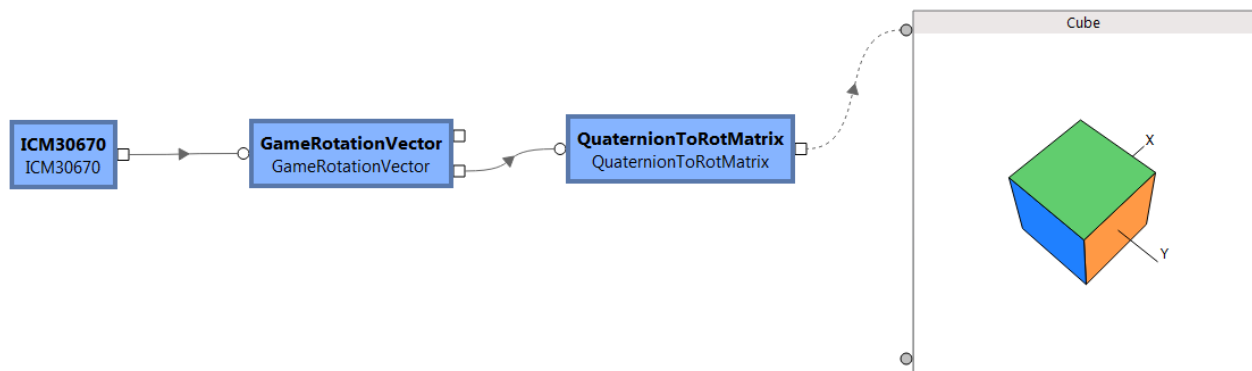 ICM30670
ICM30670
GameRotationVector
GameRotationVector
QuaternionToRotMatrix
QuaternionToRotMatrix
Cube
X
Y